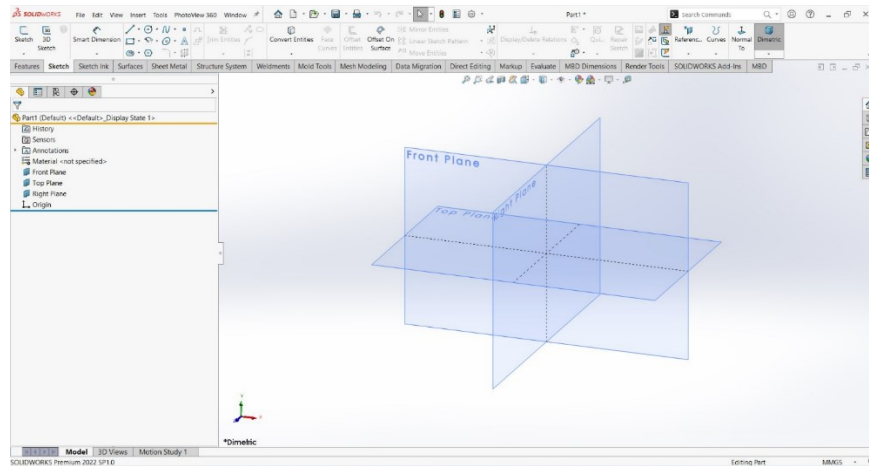 SOLIDWORKS File Edit View Insert Tools PhotoView 360 Window Part1 * Search Commands
Sketch 3D Sketch Smart Dimension Trim Entities Convert Entities Offset Entities Offset On Surface Mirror Entities Linear Sketch Pattern Move Entities Display/Delete Relations Repair Sketch Referenc... Curves Normal To Dimetric
Features Sketch Sketch Ink Surfaces Sheet Metal Structure System Weldments Mold Tools Mesh Modeling Data Migration Direct Editing Markup Evaluate MBD Dimensions Render Tools SOLIDWORKS Add-Ins MBD
Part1 (Default) <<Default>_Display State 1>
History
Sensors
Annotations
Material <not specified>
Front Plane
Top Plane
Right Plane
Origin
Front Plane
Right Plane
Top Plane
*Dimetric
Model 3D Views Motion Study 1
SOLIDWORKS Premium 2022 SP1.0 Editing Part MMGS